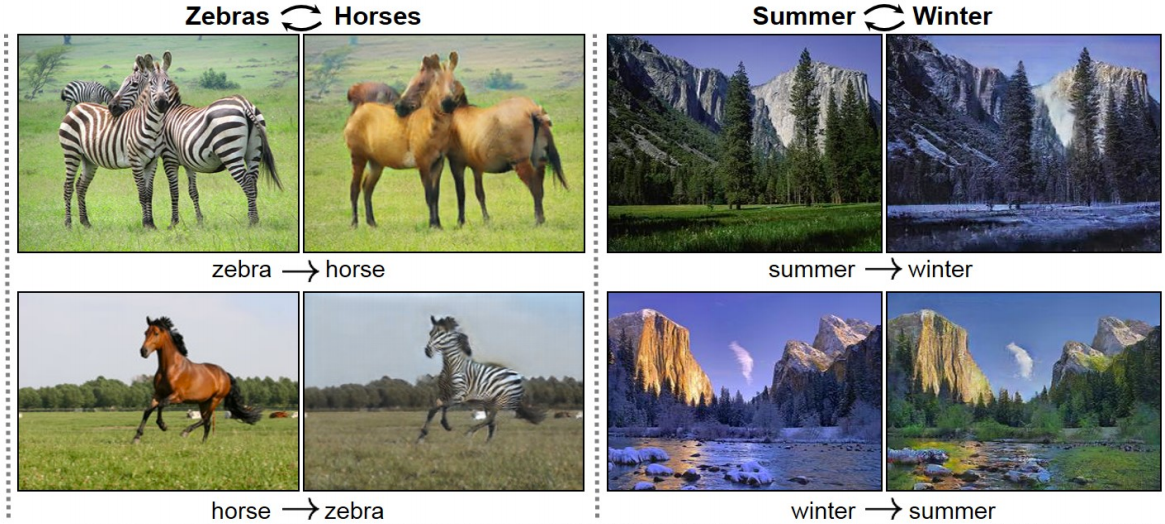 Zebras Horses
zebra horse
horse zebra
Summer Winter
summer winter
winter summer